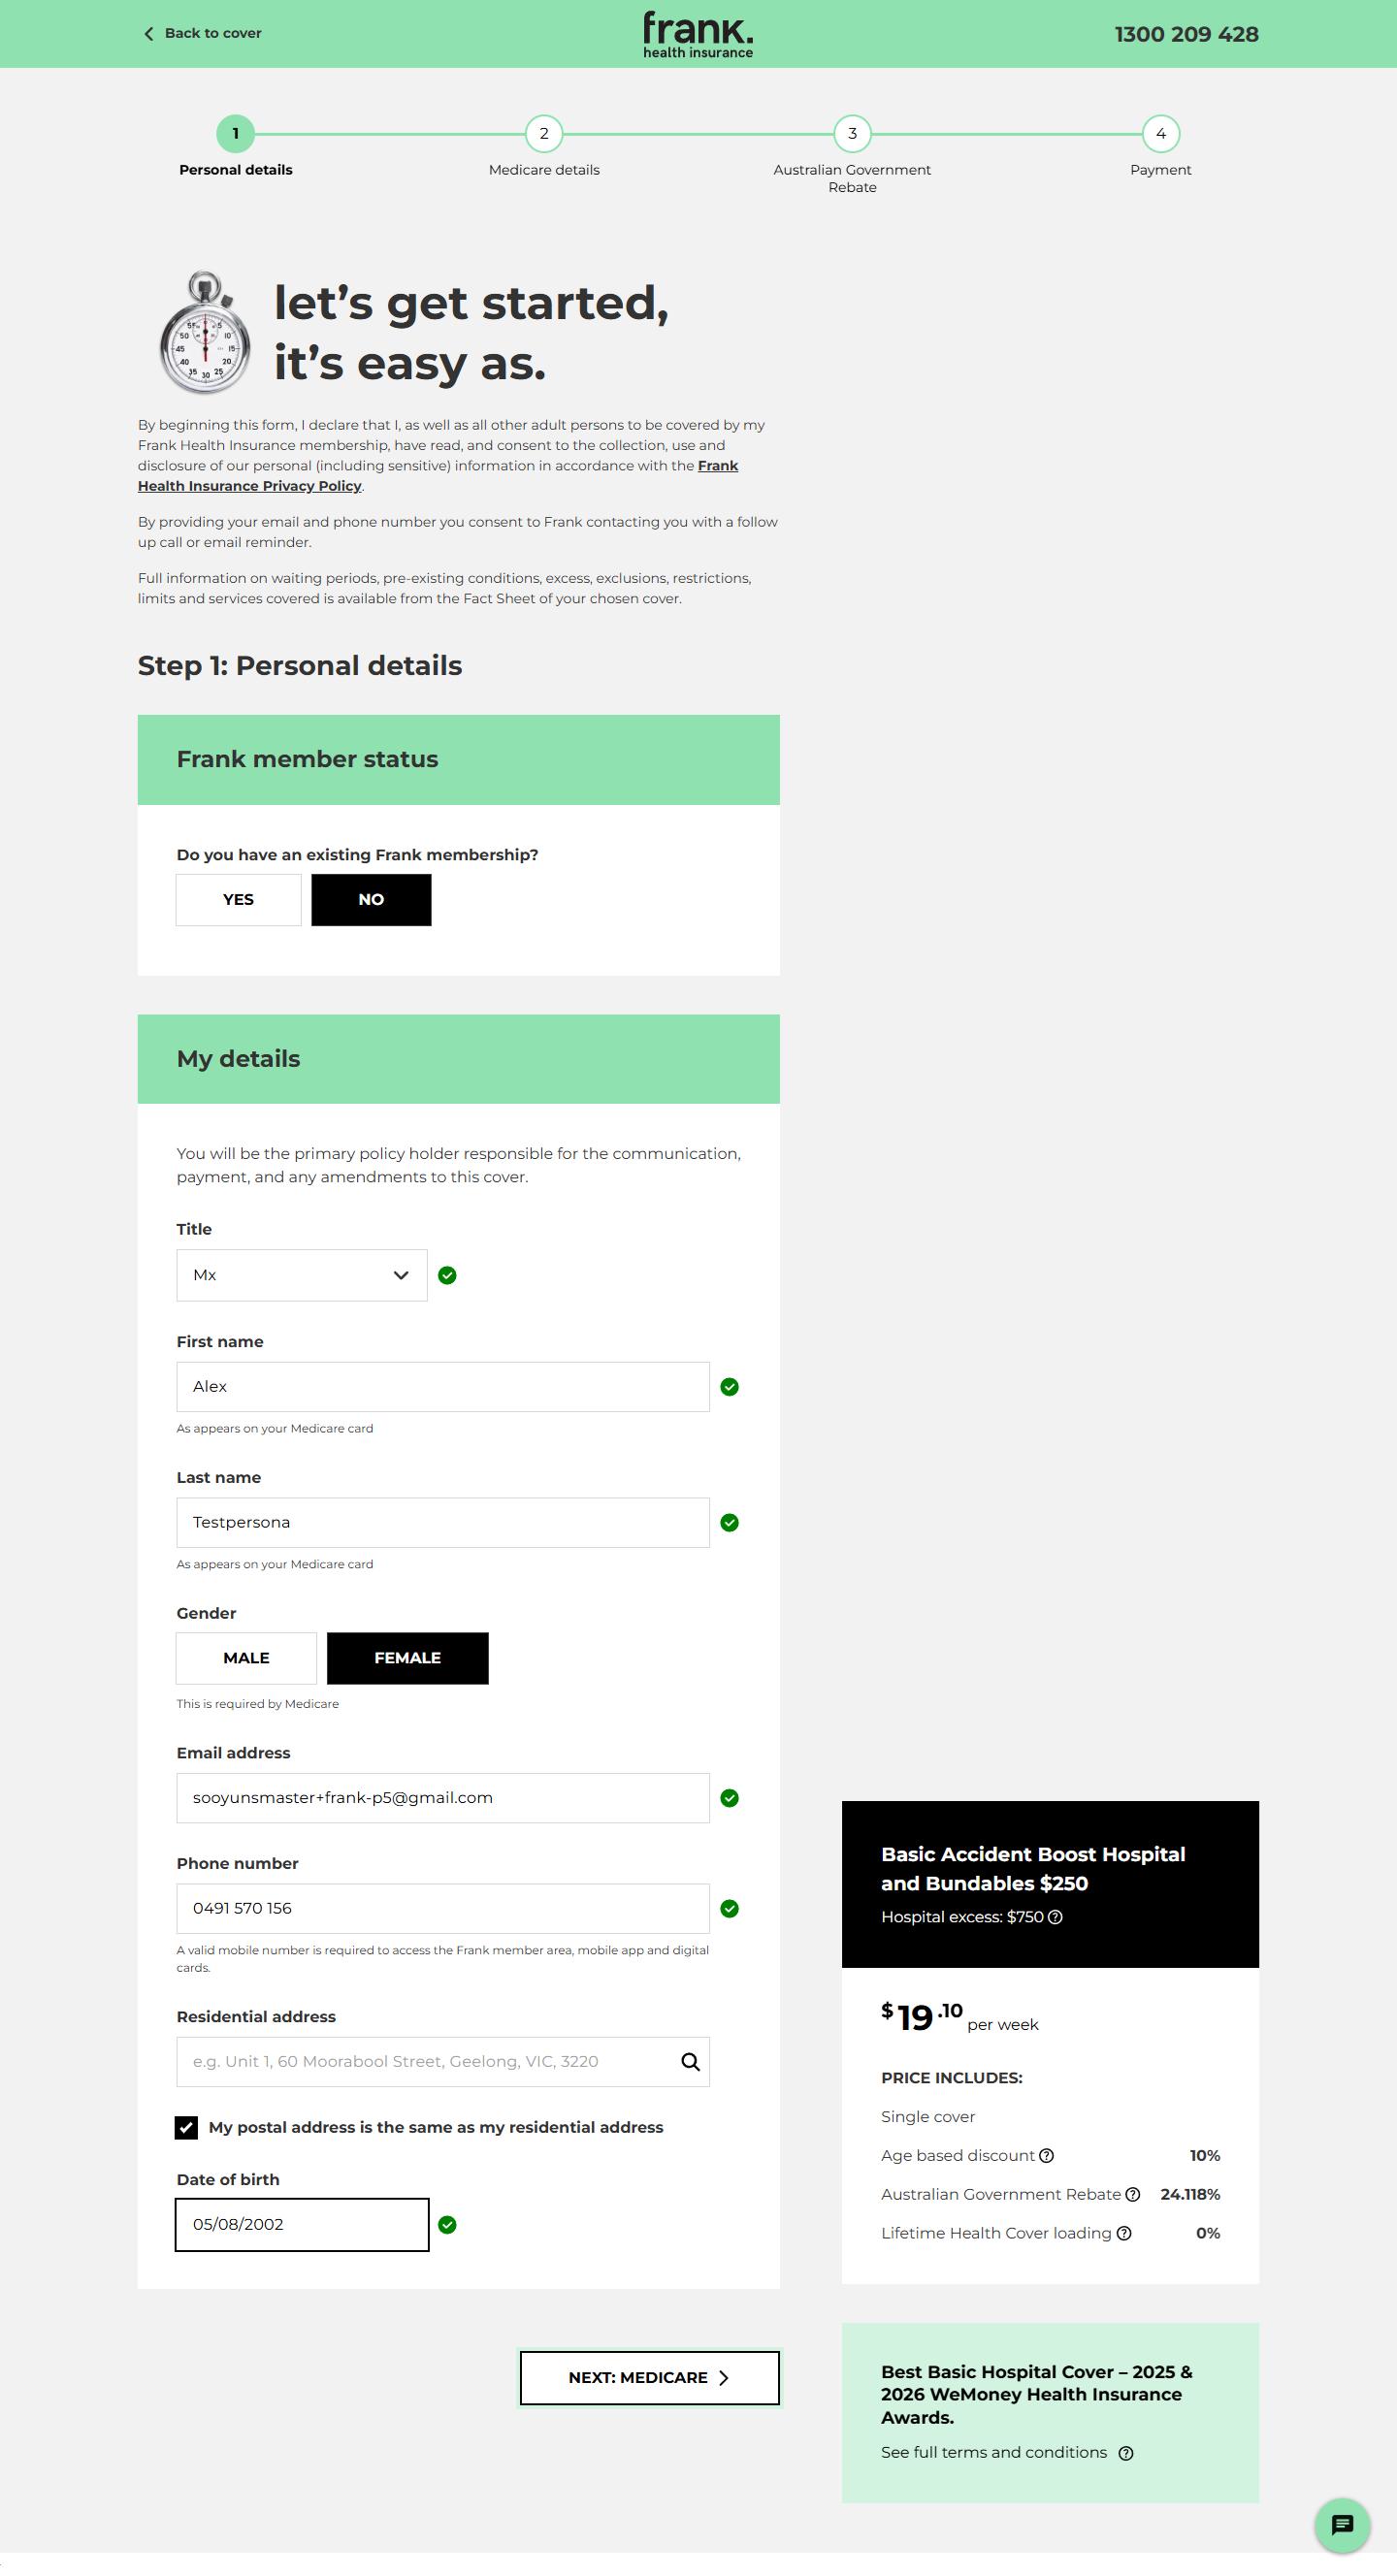 Back to cover
frank.
health insurance
1300 209 428
1
2
3
4
Personal details
Medicare details
Australian Government
Rebate
Payment
let’s get started,
it’s easy as.
By beginning this form, I declare that I, as well as all other adult persons to be covered by my
Frank Health Insurance membership, have read, and consent to the collection, use and
disclosure of our personal (including sensitive) information in accordance with the Frank
Health Insurance Privacy Policy.
By providing your email and phone number you consent to Frank contacting you with a follow
up call or email reminder.
Full information on waiting periods, pre-existing conditions, excess, exclusions, restrictions,
limits and services covered is available from the Fact Sheet of your chosen cover.
Step 1: Personal details
Frank member status
Do you have an existing Frank membership?
YES
NO
My details
You will be the primary policy holder responsible for the communication,
payment, and any amendments to this cover.
Title
Mx
First name
Alex
As appears on your Medicare card
Last name
Testpersona
As appears on your Medicare card
Gender
MALE
FEMALE
This is required by Medicare
Email address
sooyunsmaster+frank-p5@gmail.com
Phone number
0491 570 156
A valid mobile number is required to access the Frank member area, mobile app and digital
cards.
Residential address
e.g. Unit 1, 60 Moorabool Street, Geelong, VIC, 3220
My postal address is the same as my residential address
Date of birth
05/08/2002
NEXT: MEDICARE
Basic Accident Boost Hospital
and Bundables $250
Hospital excess: $750
$19.10 per week
PRICE INCLUDES:
Single cover
Age based discount 10%
Australian Government Rebate 24.118%
Lifetime Health Cover loading 0%
Best Basic Hospital Cover – 2025 &
2026 WeMoney Health Insurance
Awards.
See full terms and conditions